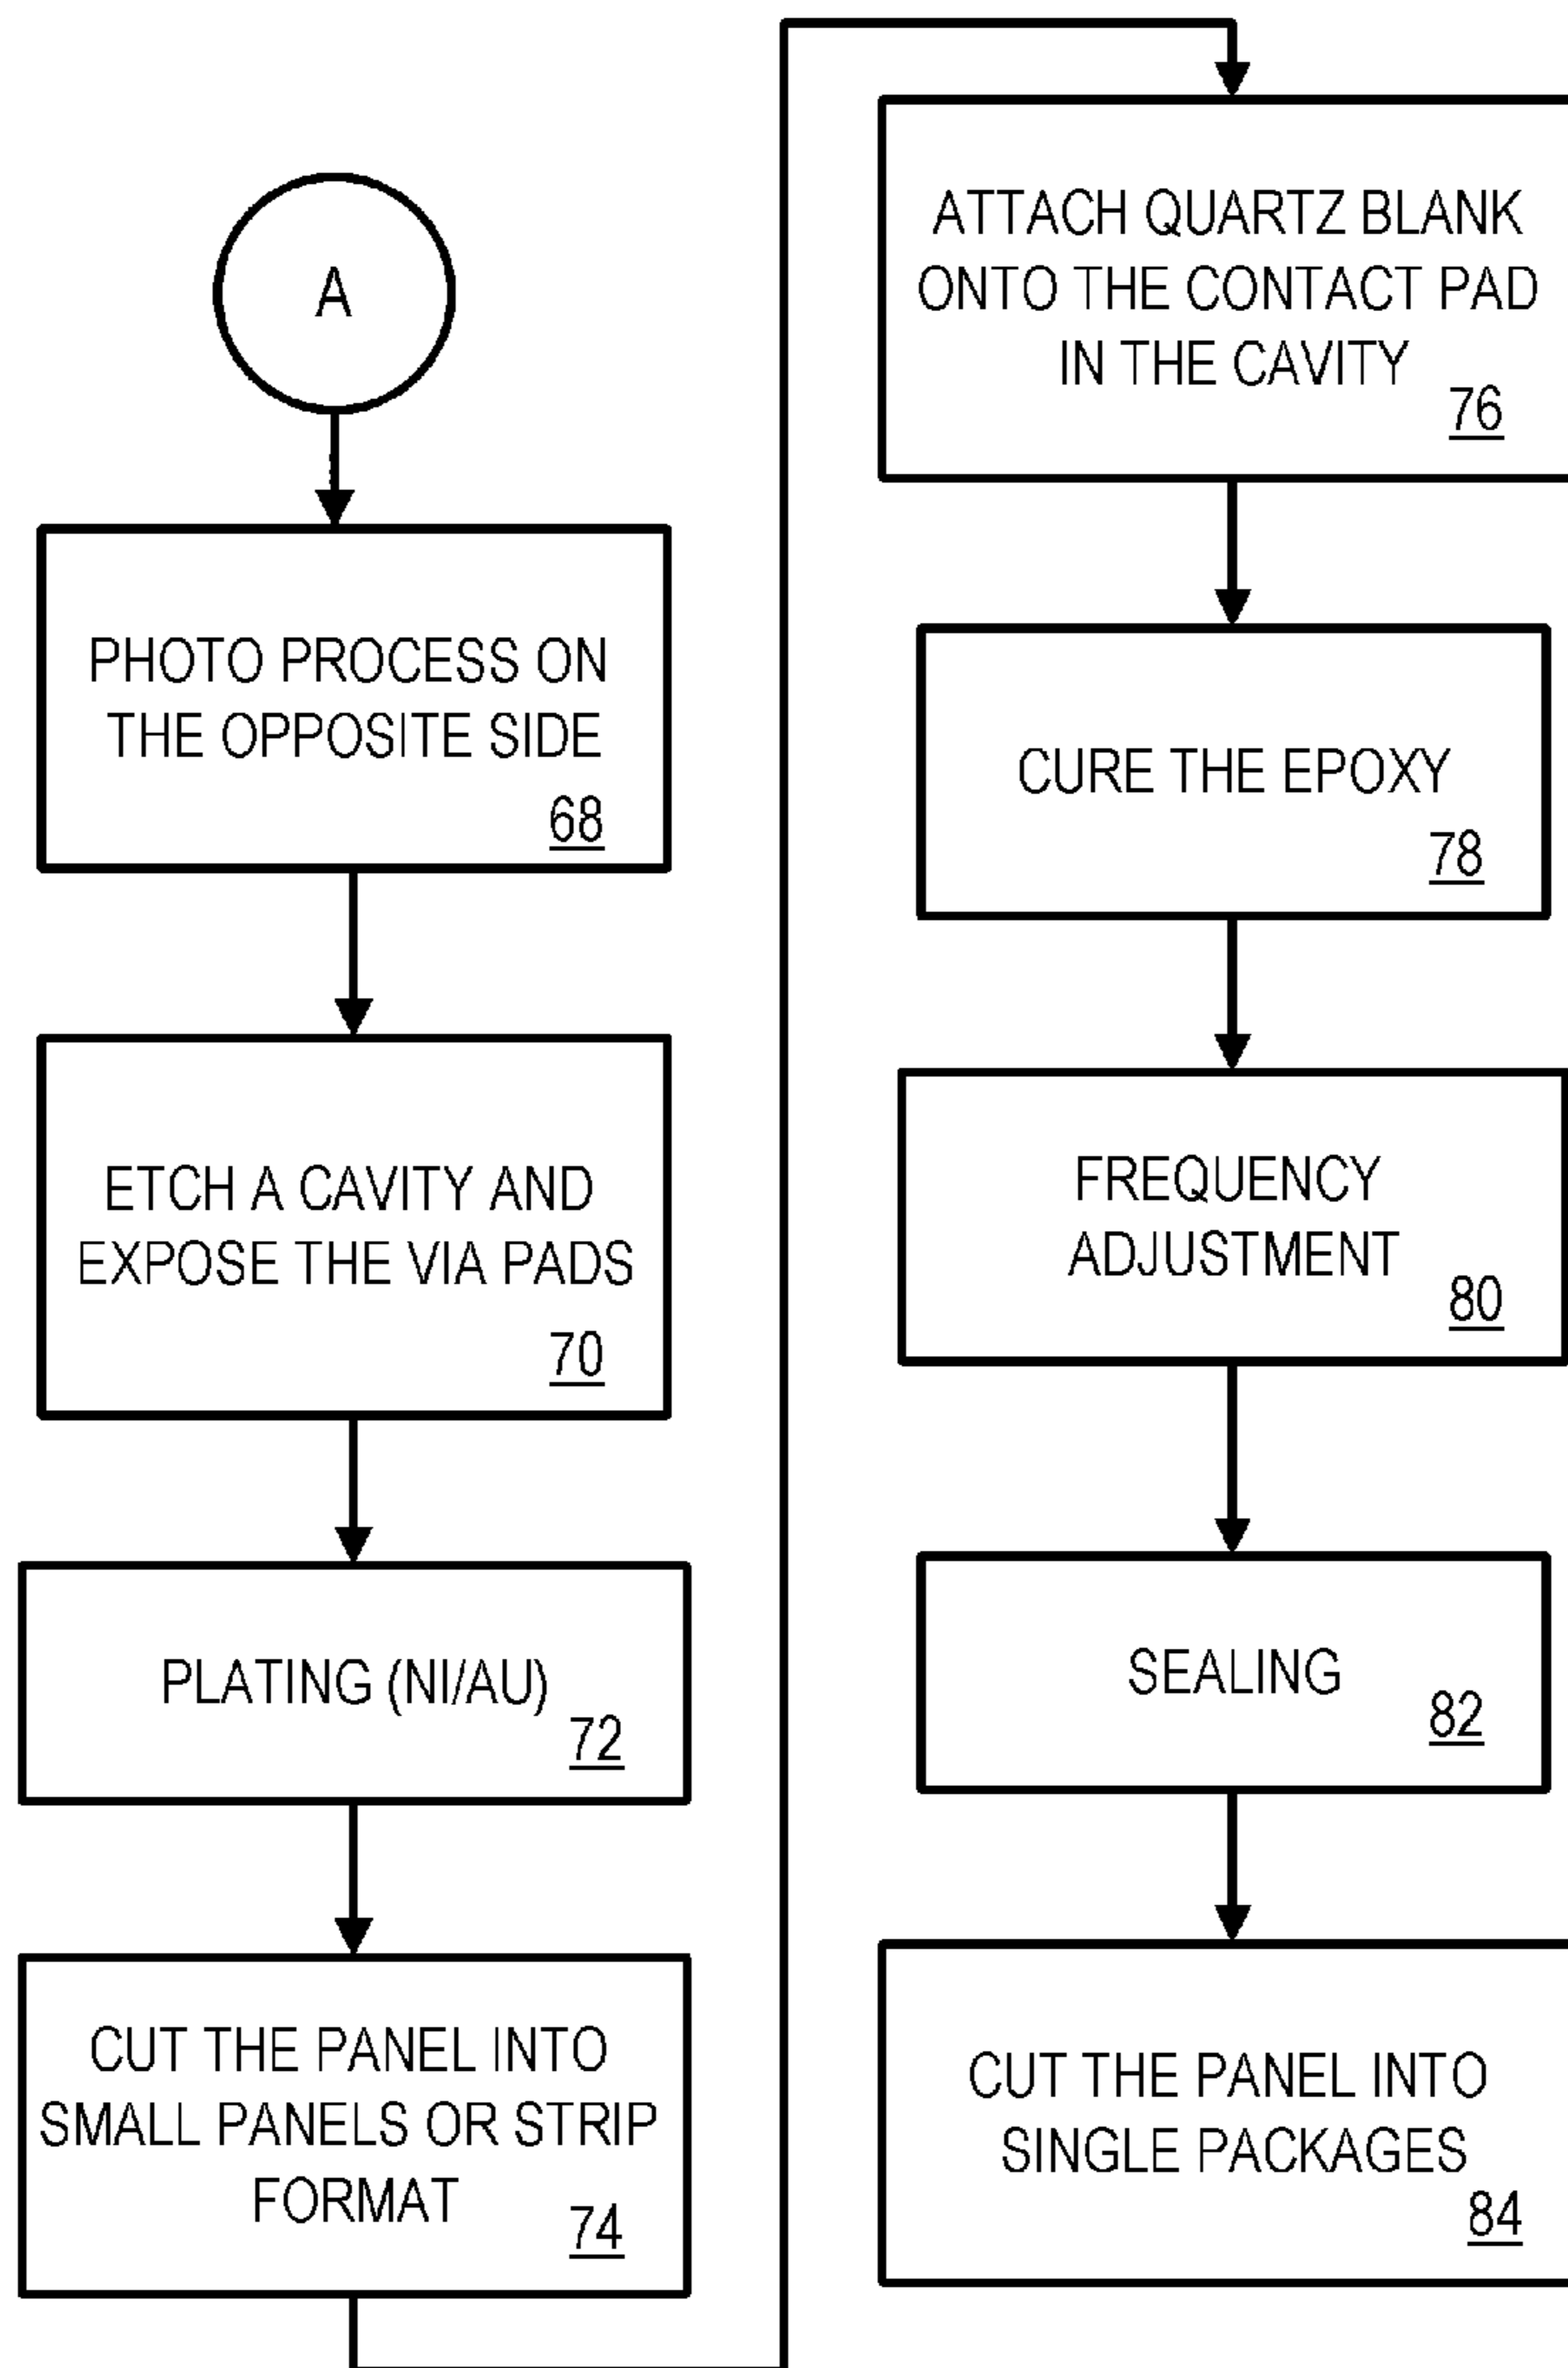 A
PHOTO PROCESS ON
THE OPPOSITE SIDE
68
ETCH A CAVITY AND
EXPOSE THE VIA PADS
70
PLATING (NI/AU)
72
CUT THE PANEL INTO
SMALL PANELS OR STRIP
FORMAT
74
ATTACH QUARTZ BLANK
ONTO THE CONTACT PAD
IN THE CAVITY
76
CURE THE EPOXY
78
FREQUENCY
ADJUSTMENT
80
SEALING
82
CUT THE PANEL INTO
SINGLE PACKAGES
84